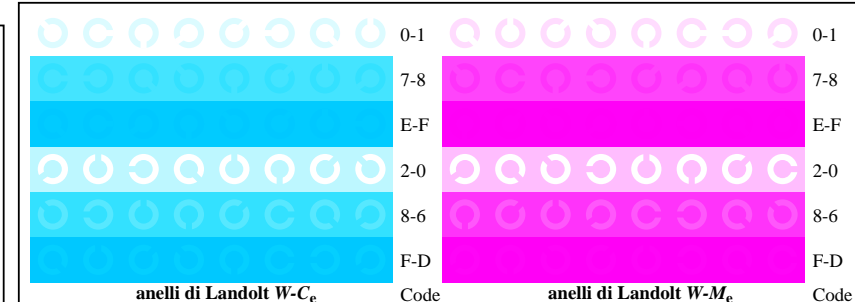 0-1 0-1
7-8 7-8
E-F E-F
2-0 2-0
8-6 8-6
F-D F-D
anelli di Landolt W-Ce Code anelli di Landolt W-Me Code